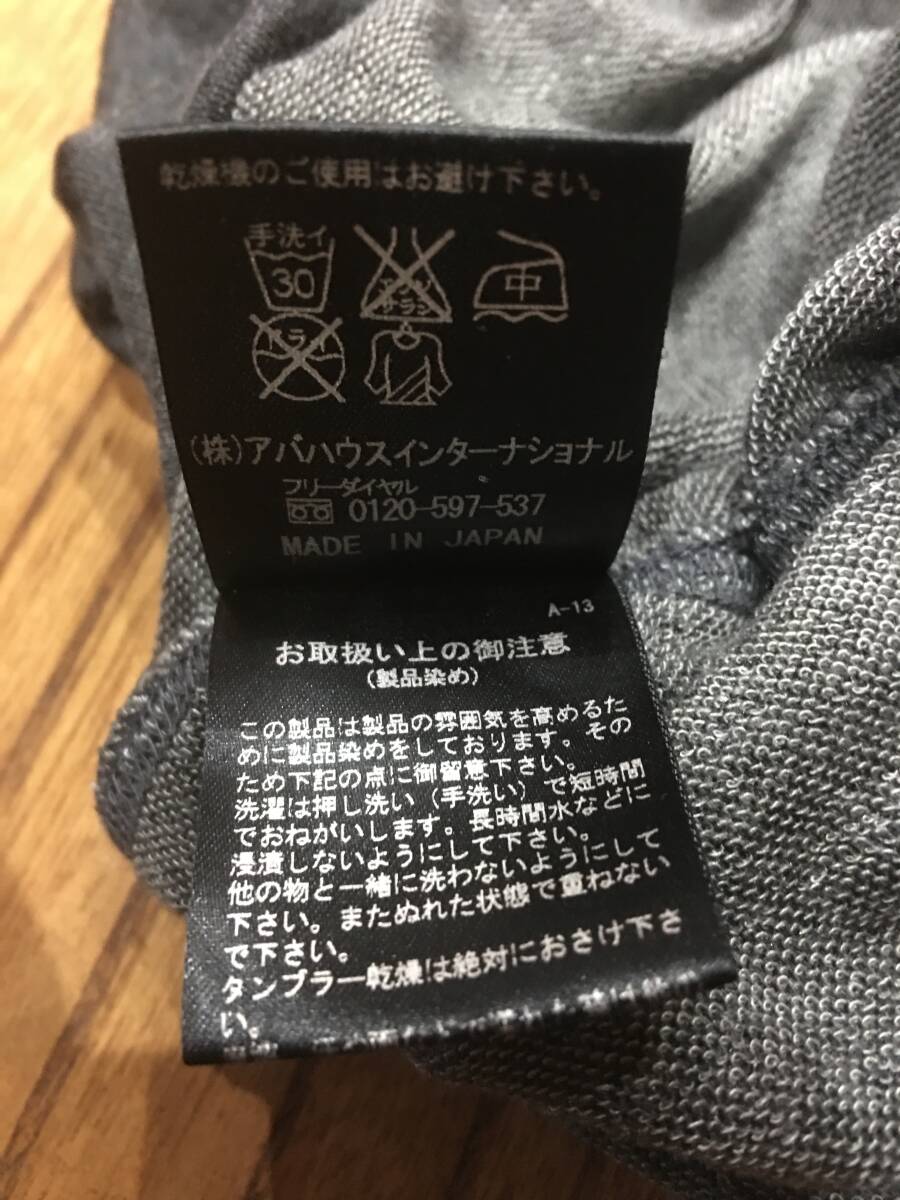 乾燥機のご使用はお避け下さい。
手洗イ
30
エンソ
サラシ
中
ドライ
(株)アバハウスインターナショナル
フリーダイヤル
0120-597-537
MADE IN JAPAN
A-13
お取扱い上の御注意
(製品染め)
この製品は製品の雰囲気を高めるた
めに製品染めをしております。その
ため下記の点に御留意下さい。
洗濯は押し洗い(手洗い)で短時間
でおねがいします。長時間水などに
浸漬しないようにして下さい。
他の物と一緒に洗わないようにして
下さい。またぬれた状態で重ねない
で下さい。
タンブラー乾燥は絶対におさけ下さ
い。